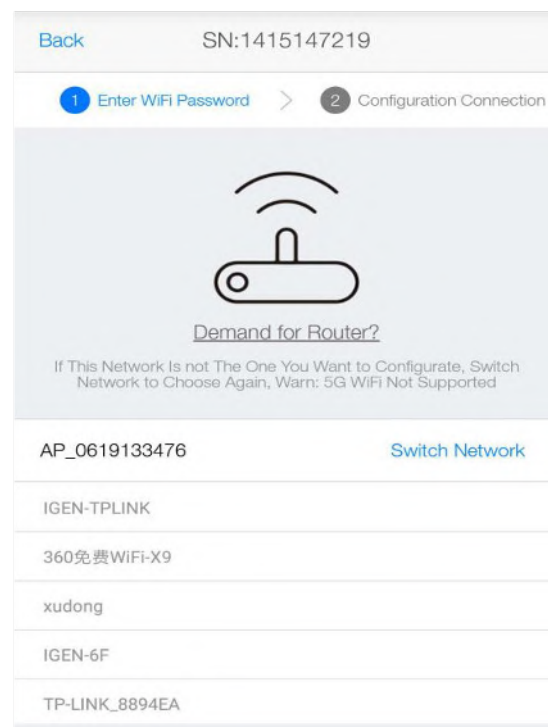 Back SN:1415147219
1 Enter WiFi Password > 2 Configuration Connection
Demand for Router?
If This Network Is not The One You Want to Configurate, Switch
Network to Choose Again, Warn: 5G WiFi Not Supported
AP_0619133476 Switch Network
IGEN-TPLINK
360免费WiFi-X9
xudong
IGEN-6F
TP-LINK_8894EA